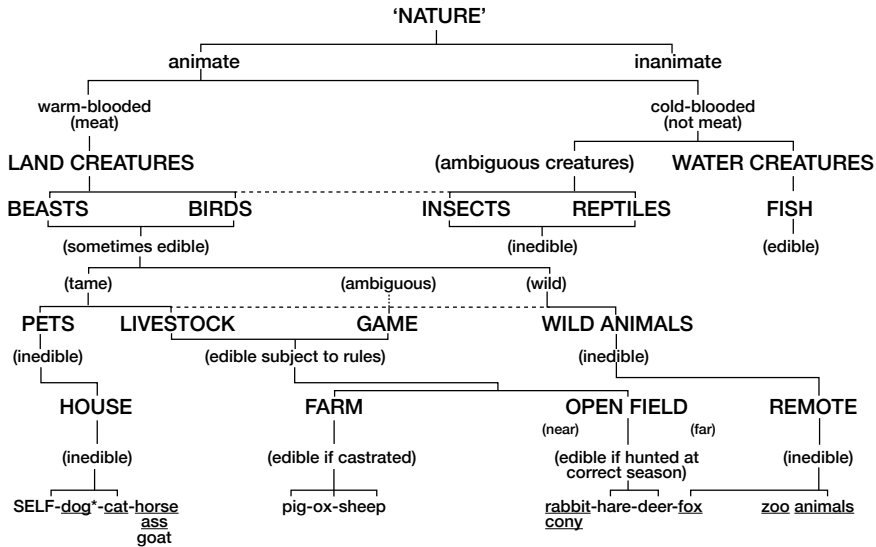 'NATURE'
animate inanimate
warm-blooded cold-blooded
(meat) (not meat)
LAND CREATURES (ambiguous creatures) WATER CREATURES
BEASTS BIRDS INSECTS REPTILES FISH
(sometimes edible) (inedible) (edible)
(tame) (ambiguous) (wild)
PETS LIVESTOCK GAME WILD ANIMALS
(inedible) (edible subject to rules) (inedible)
HOUSE FARM OPEN FIELD REMOTE
(near) (far)
(inedible) (edible if castrated) (edible if hunted at (inedible)
correct season)
SELF-dog*-cat-horse pig-ox-sheep rabbit-hare-deer-fox zoo animals
ass cony
goat